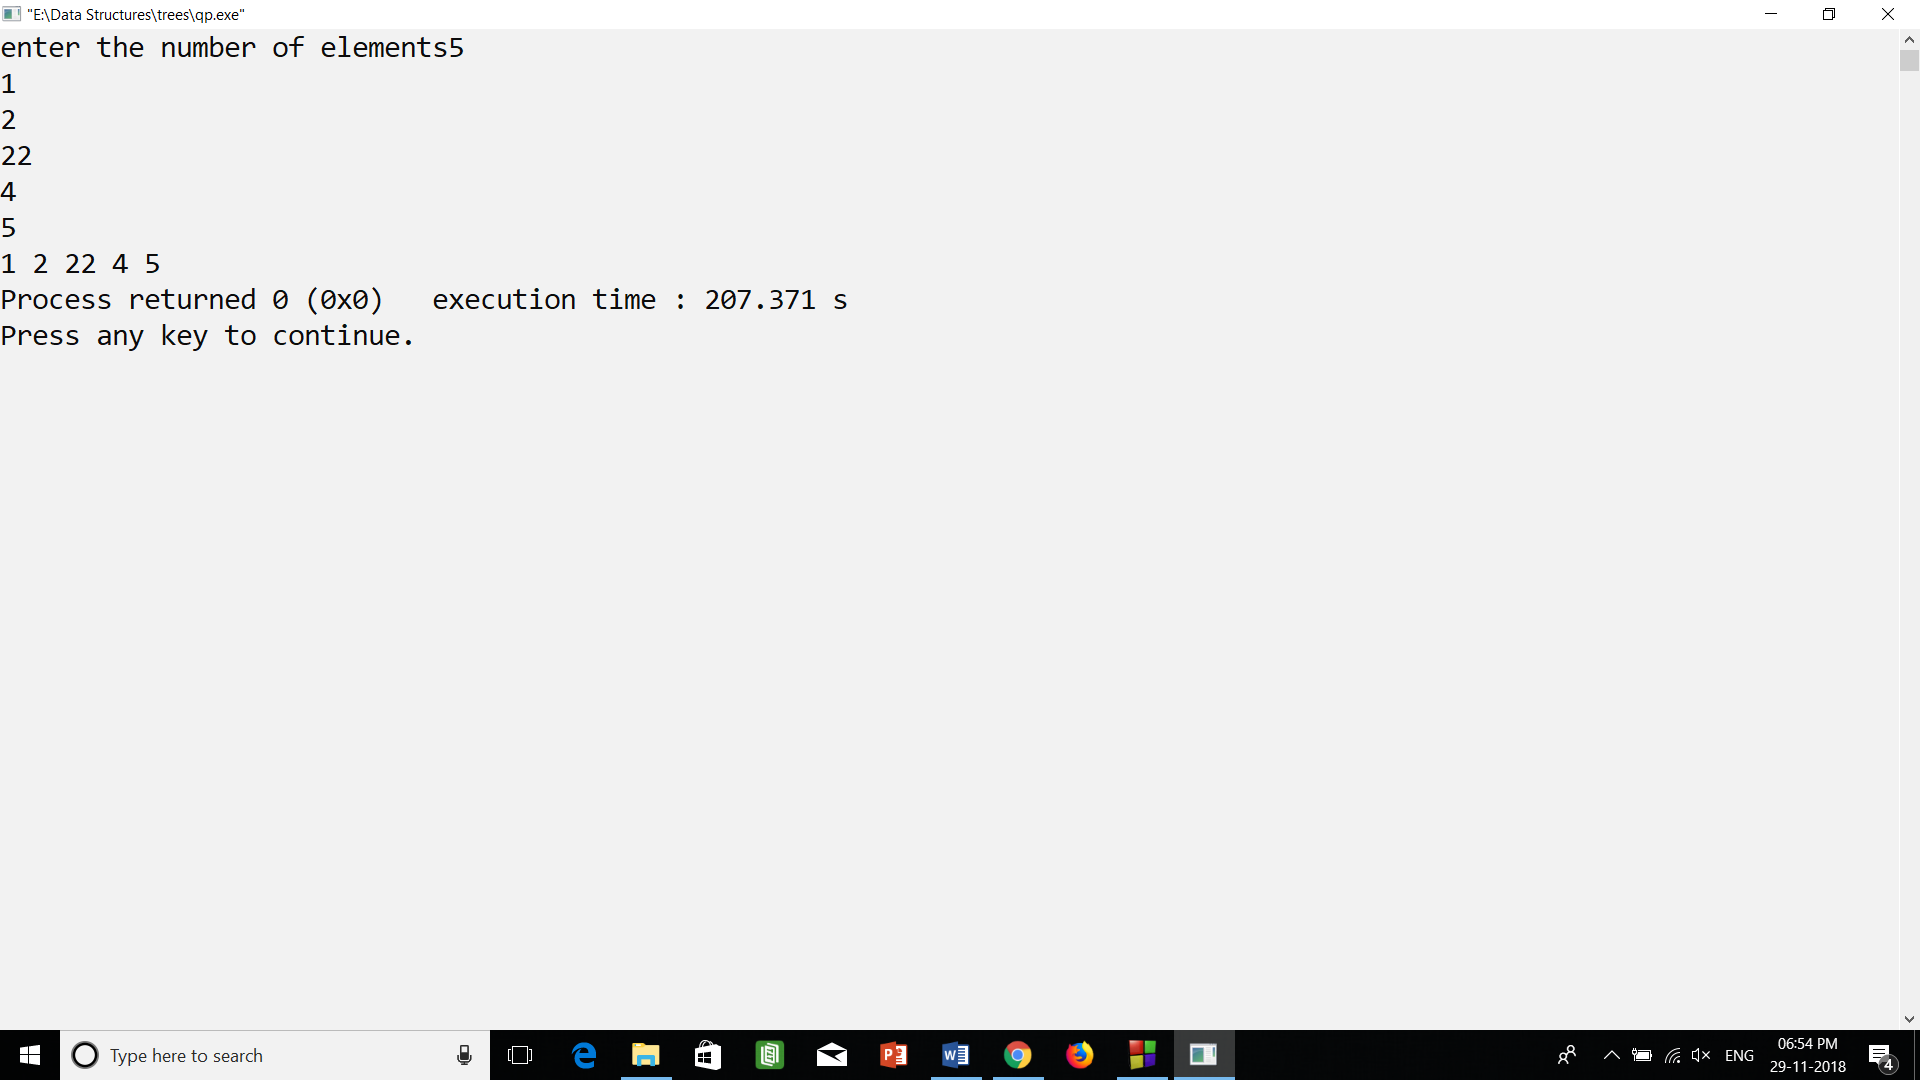 "E:\Data Structures\trees\qp.exe"
enter the number of elements5
1
2
22
4
5
1 2 22 4 5
Process returned 0 (0x0)   execution time : 207.371 s
Press any key to continue.
Type here to search
ENG
06:54 PM
29-11-2018
4